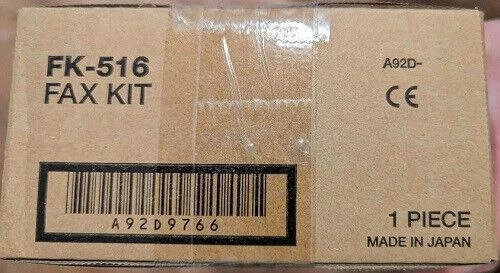 FK-516
FAX KIT
A92D-
CE
A92D9766
1 PIECE
MADE IN JAPAN